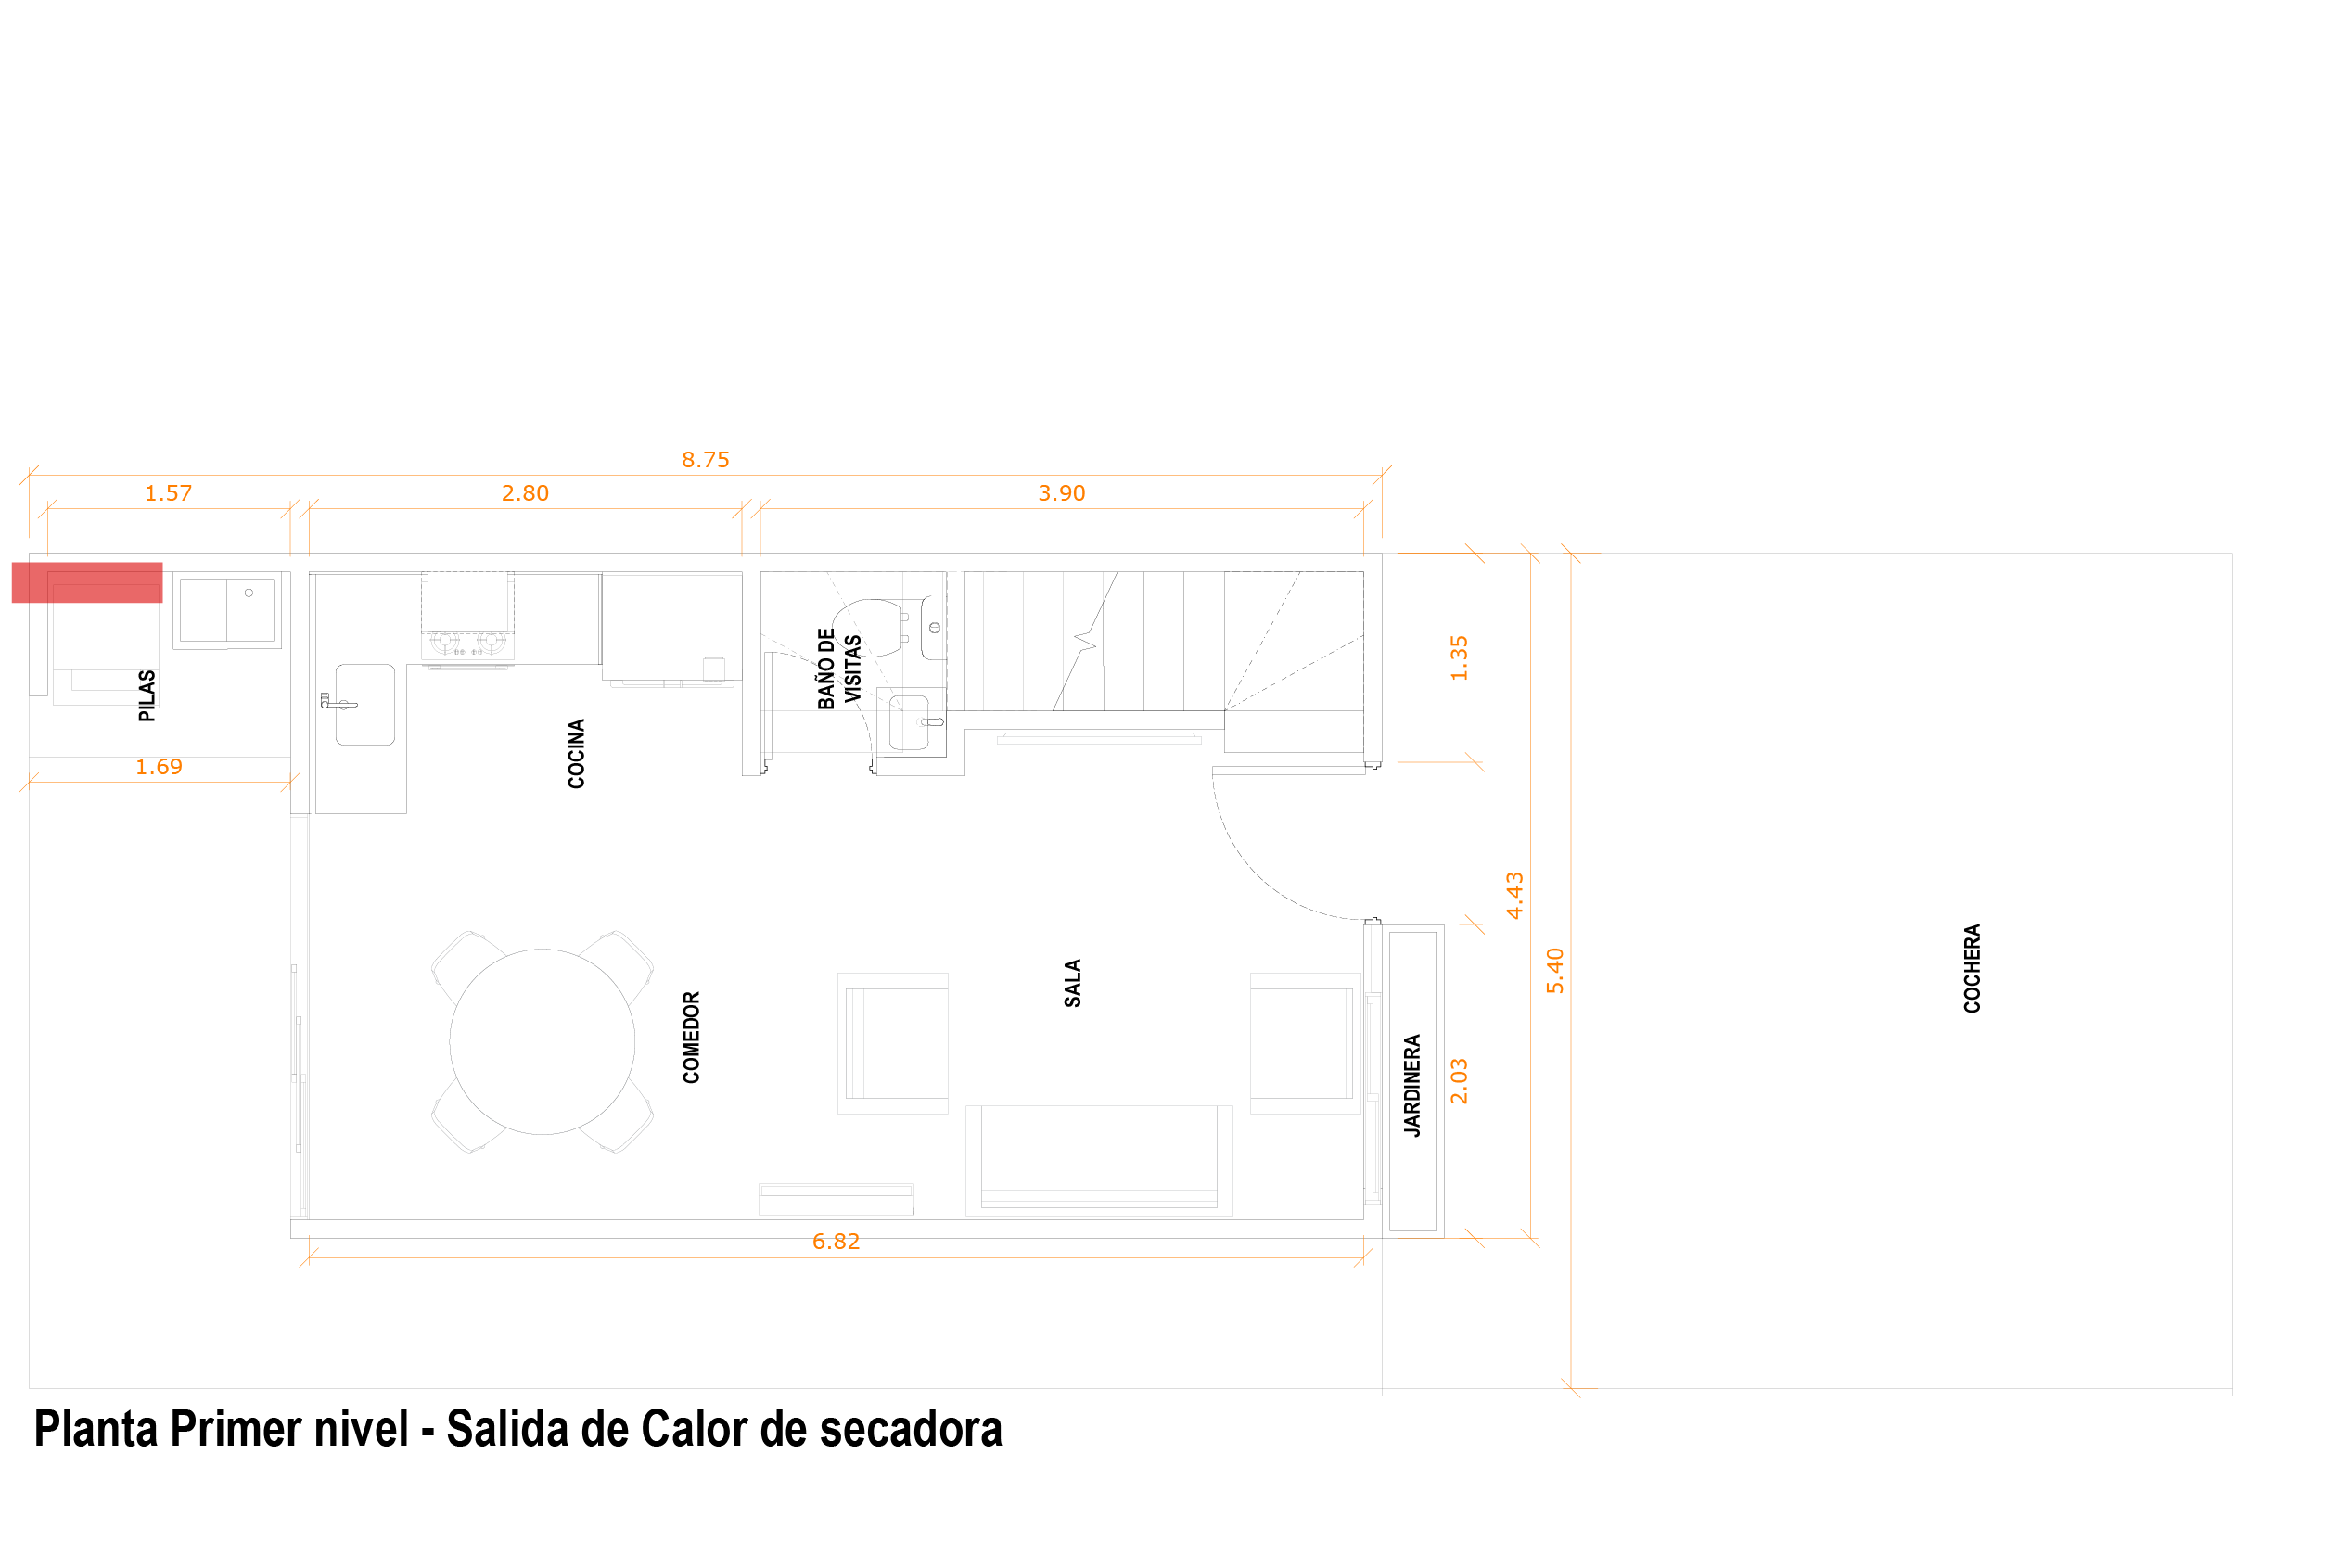 8.75
1.57
2.80
3.90
PILAS
1.69
COCINA
BAÑO DE
VISITAS
1.35
4.43
5.40
COMEDOR
SALA
JARDINERA
2.03
COCHERA
6.82
Planta Primer nivel - Salida de Calor de secadora